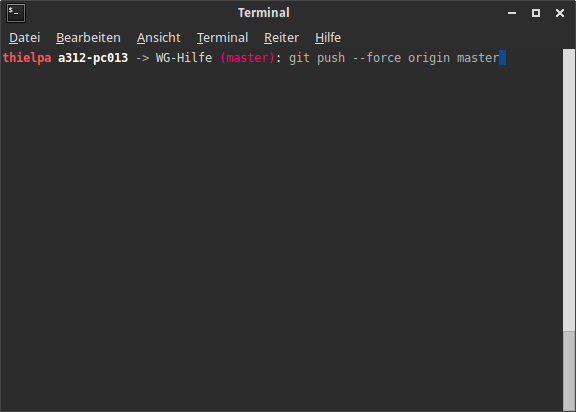 Terminal
Datei Bearbeiten Ansicht Terminal Reiter Hilfe
thielpa a312-pc013 -> WG-Hilfe (master): git push --force origin master